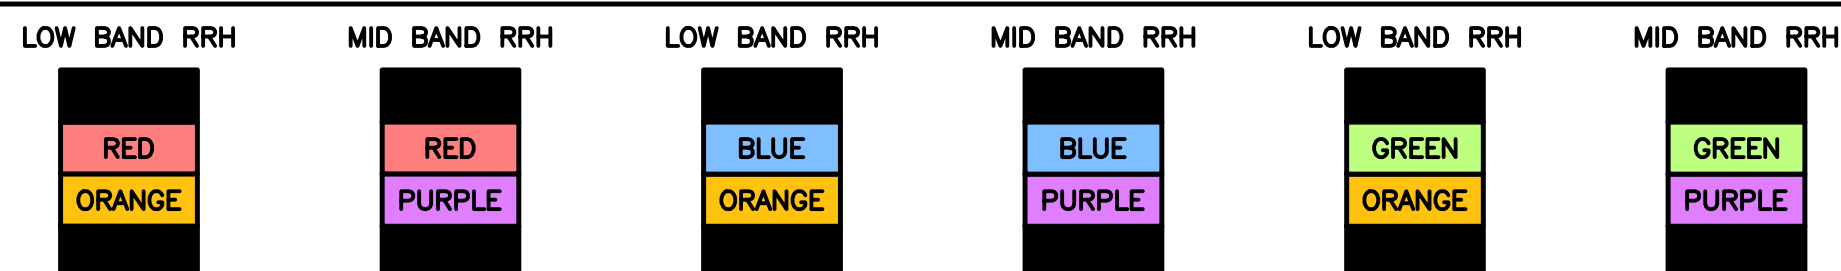 LOW BAND RRH MID BAND RRH LOW BAND RRH MID BAND RRH LOW BAND RRH MID BAND RRH
RED RED BLUE BLUE GREEN GREEN
ORANGE PURPLE ORANGE PURPLE ORANGE PURPLE